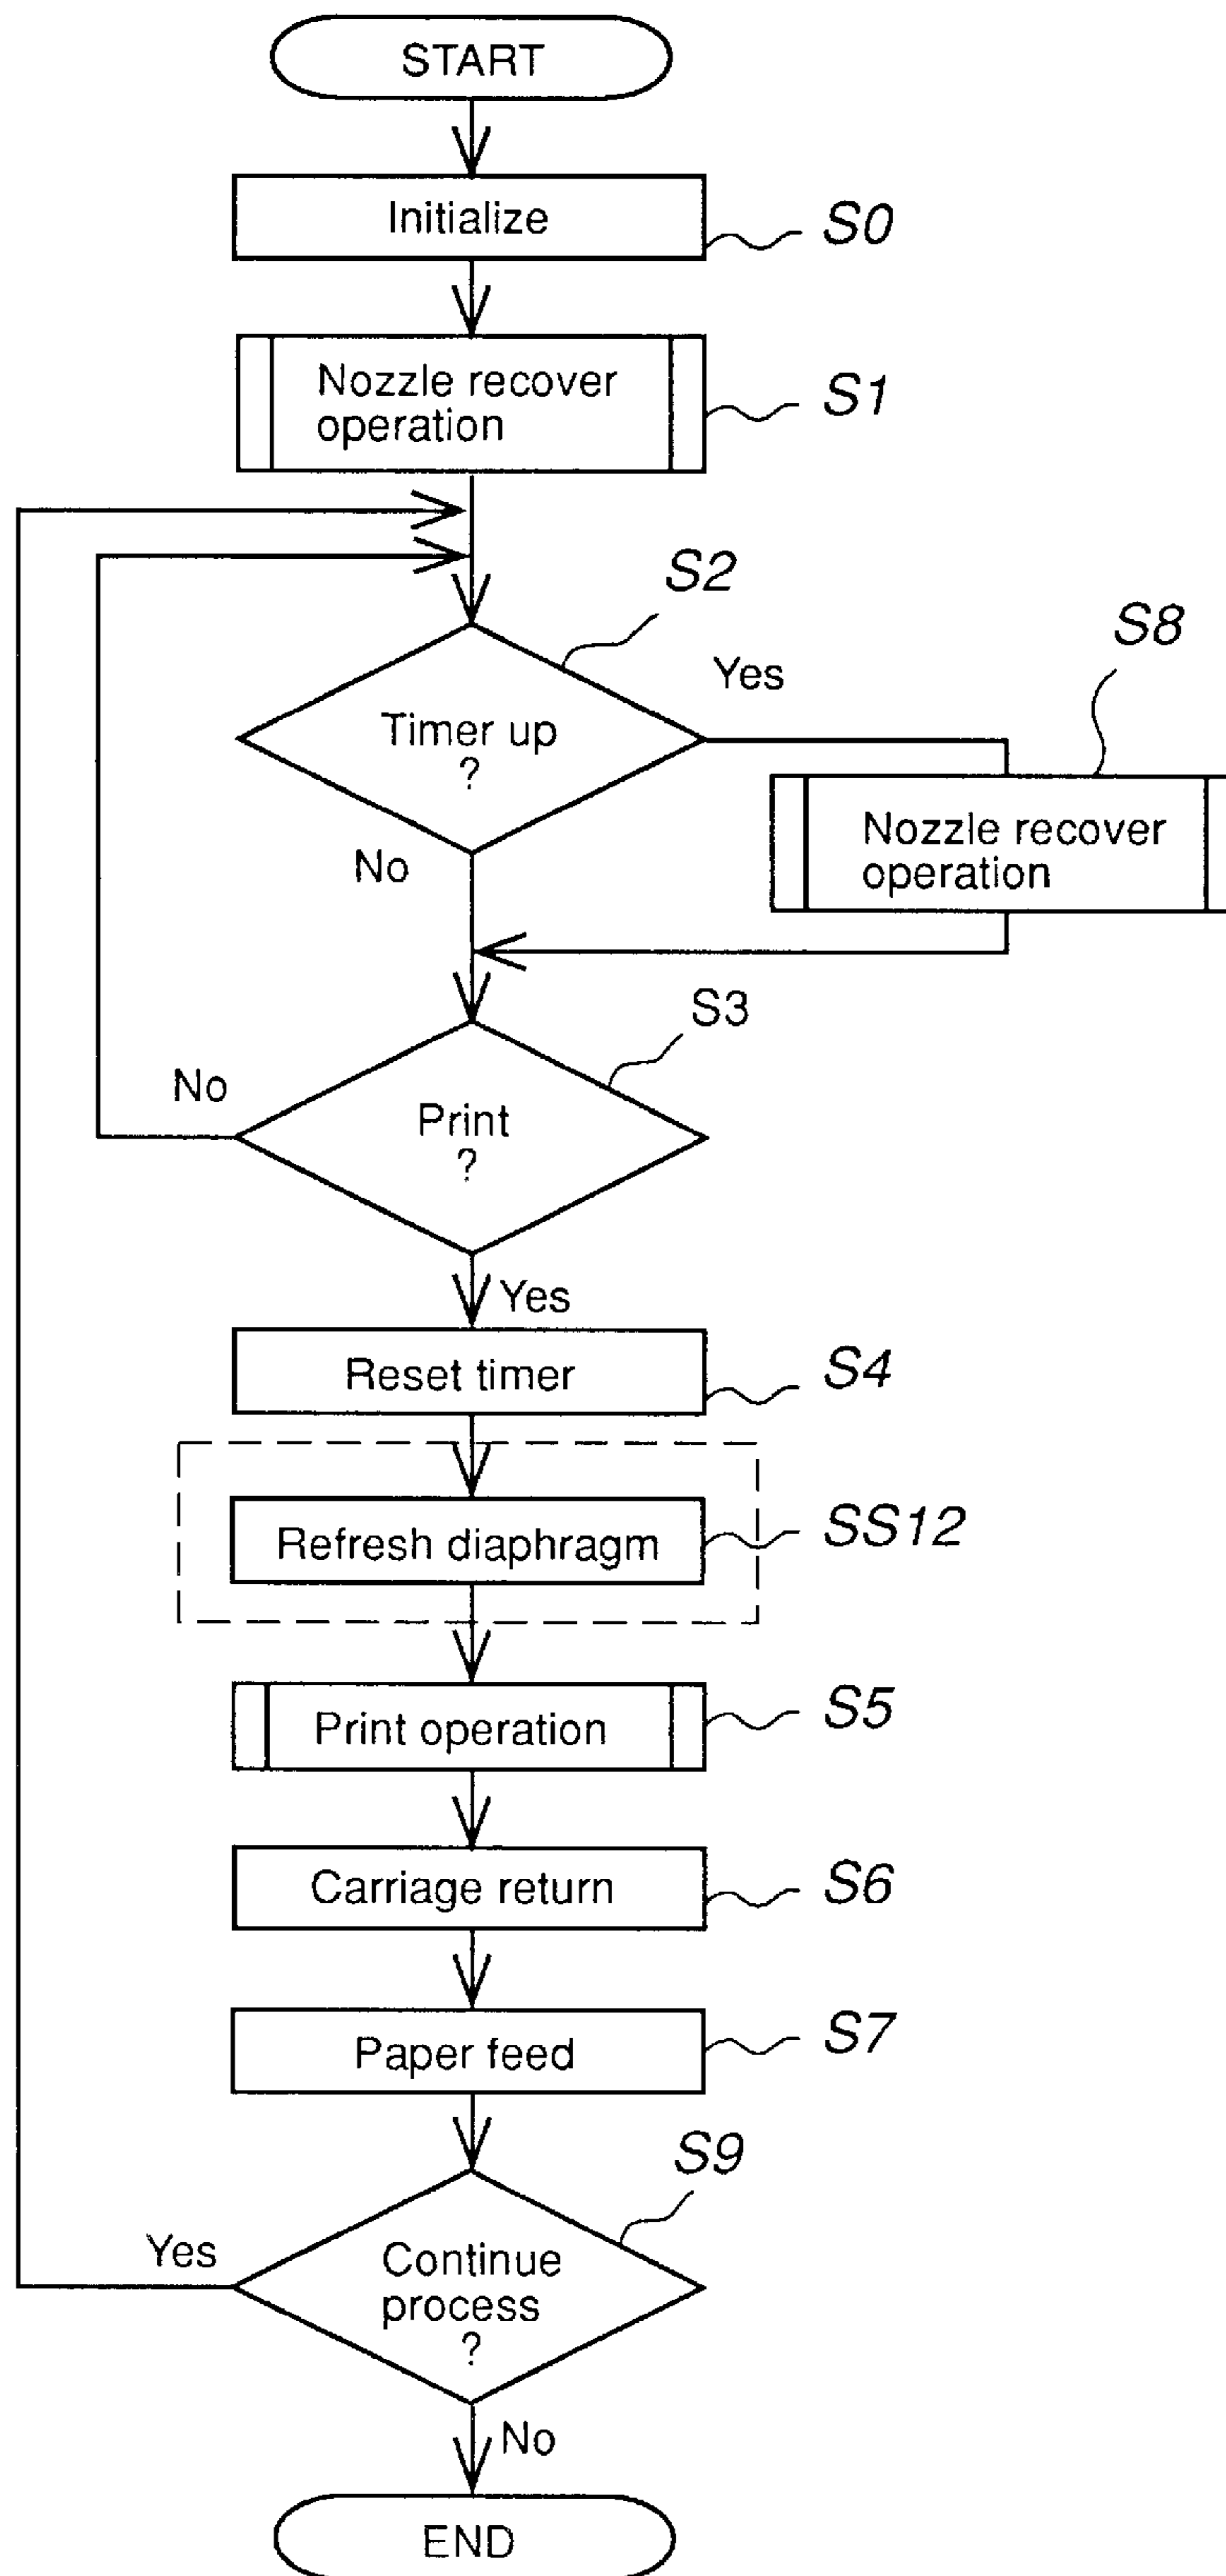 START
Initialize
S0
Nozzle recover
operation
S1
S2
Timer up
?
Yes
No
S8
Nozzle recover
operation
S3
Print
?
No
Yes
Reset timer
S4
Refresh diaphragm
SS12
Print operation
S5
Carriage return
S6
Paper feed
S7
S9
Continue
process
?
Yes
No
END